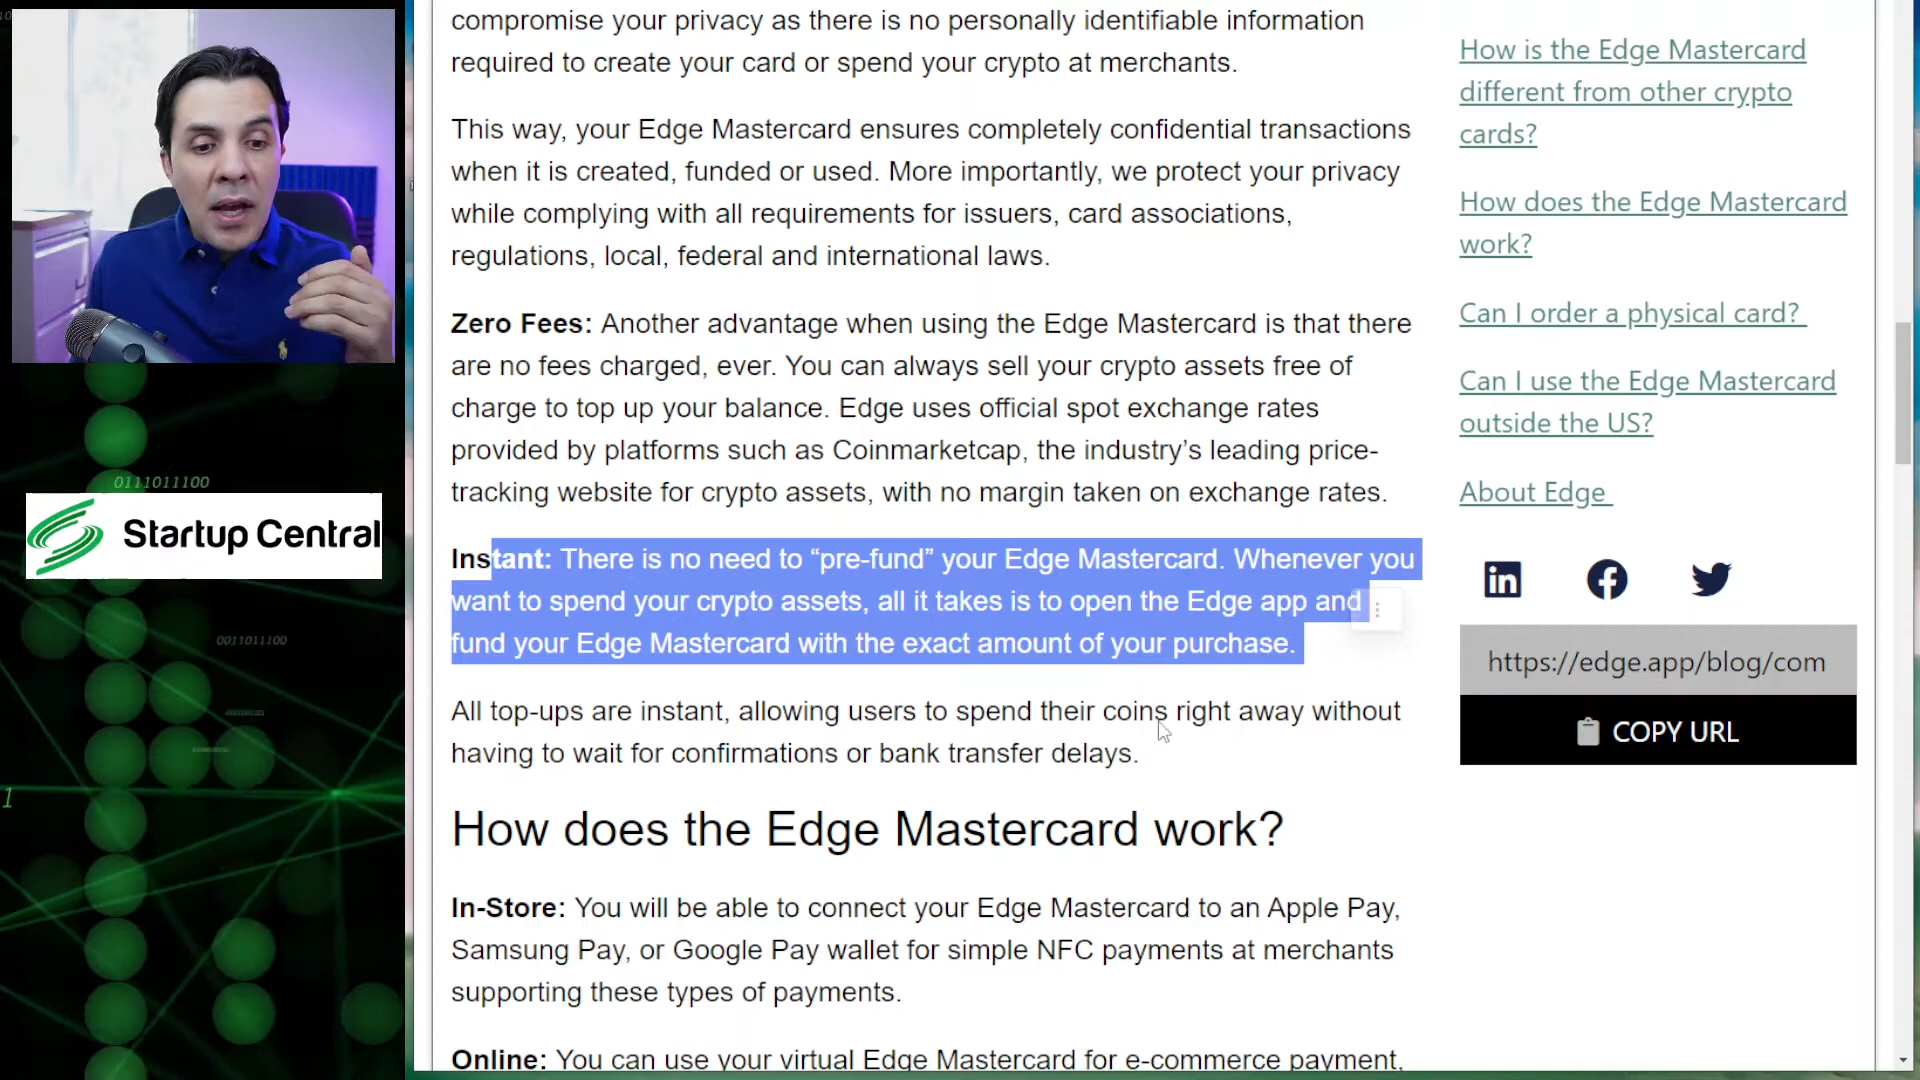 compromise your privacy as there is no personally identifiable information
required to create your card or spend your crypto at merchants.
This way, your Edge Mastercard ensures completely confidential transactions
when it is created, funded or used. More importantly, we protect your privacy
while complying with all requirements for issuers, card associations,
regulations, local, federal and international laws.
Zero Fees: Another advantage when using the Edge Mastercard is that there
are no fees charged, ever. You can always sell your crypto assets free of
charge to top up your balance. Edge uses official spot exchange rates
provided by platforms such as Coinmarketcap, the industry’s leading price-
tracking website for crypto assets, with no margin taken on exchange rates.
Instant: There is no need to “pre-fund” your Edge Mastercard. Whenever you
want to spend your crypto assets, all it takes is to open the Edge app and
fund your Edge Mastercard with the exact amount of your purchase.
All top-ups are instant, allowing users to spend their coins right away without
having to wait for confirmations or bank transfer delays.
How does the Edge Mastercard work?
In-Store: You will be able to connect your Edge Mastercard to an Apple Pay,
Samsung Pay, or Google Pay wallet for simple NFC payments at merchants
supporting these types of payments.
Online: You can use your virtual Edge Mastercard for e-commerce payment,
How is the Edge Mastercard
different from other crypto
cards?
How does the Edge Mastercard
work?
Can I order a physical card?
Can I use the Edge Mastercard
outside the US?
About Edge
https://edge.app/blog/com
COPY URL
0111011100
Startup Central
0011011100
1